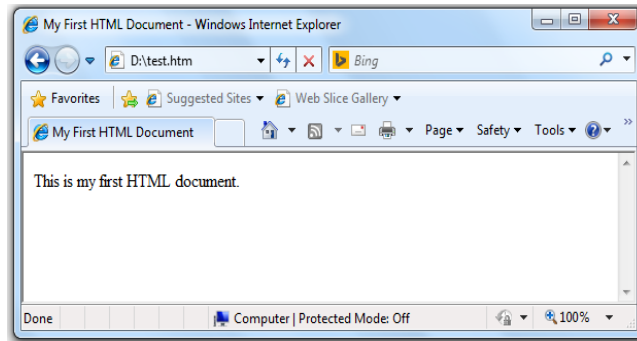 My First HTML Document - Windows Internet Explorer
D:\test.htm Bing
Favorites Suggested Sites Web Slice Gallery
My First HTML Document Page Safety Tools
This is my first HTML document.
Done Computer | Protected Mode: Off 100%